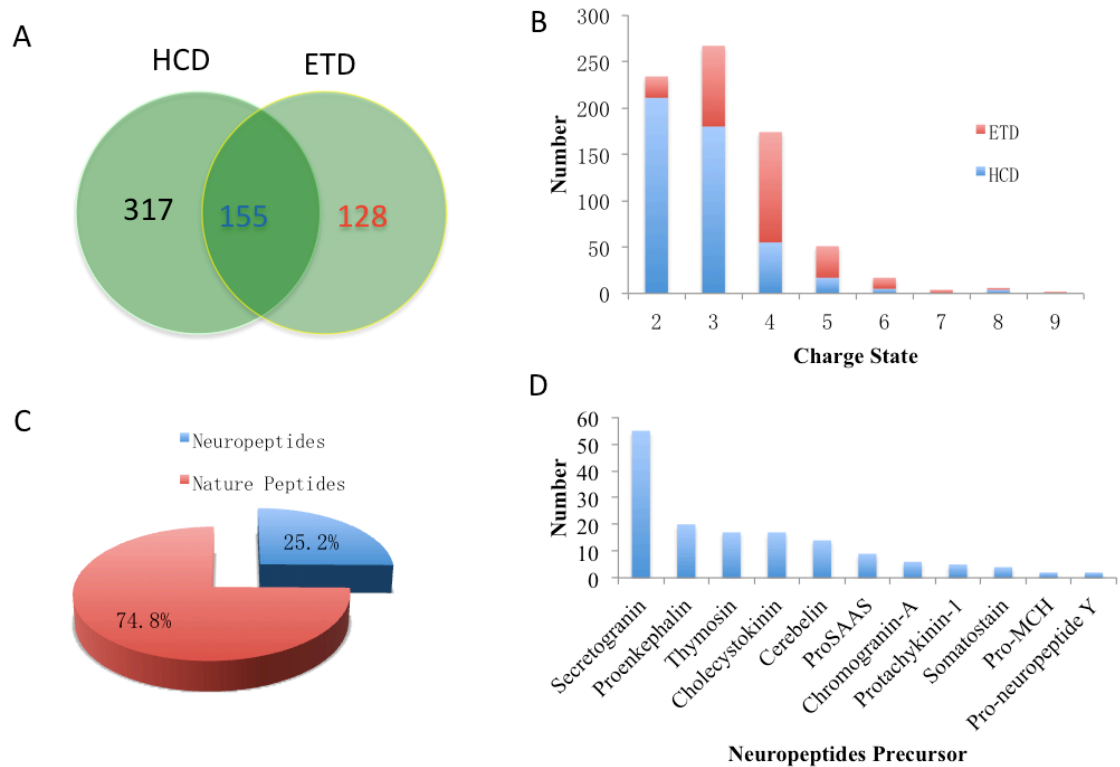 A
HCD
ETD
317
155
128
B
300
250
200
150
100
50
0
Number
ETD
HCD
2 3 4 5 6 7 8 9
Charge State
C
Neuropeptides
Nature Peptides
25.2%
74.8%
D
60
50
40
30
20
10
0
Number
Secretogranin
Proenkephalin
Thymosin
Cholecystokinin
Cerebelin
ProSAAS
Chromogranin-A
Protachykinin-1
Somatostain
Pro-MCH
Pro-neuropeptide Y
Neuropeptides Precursor